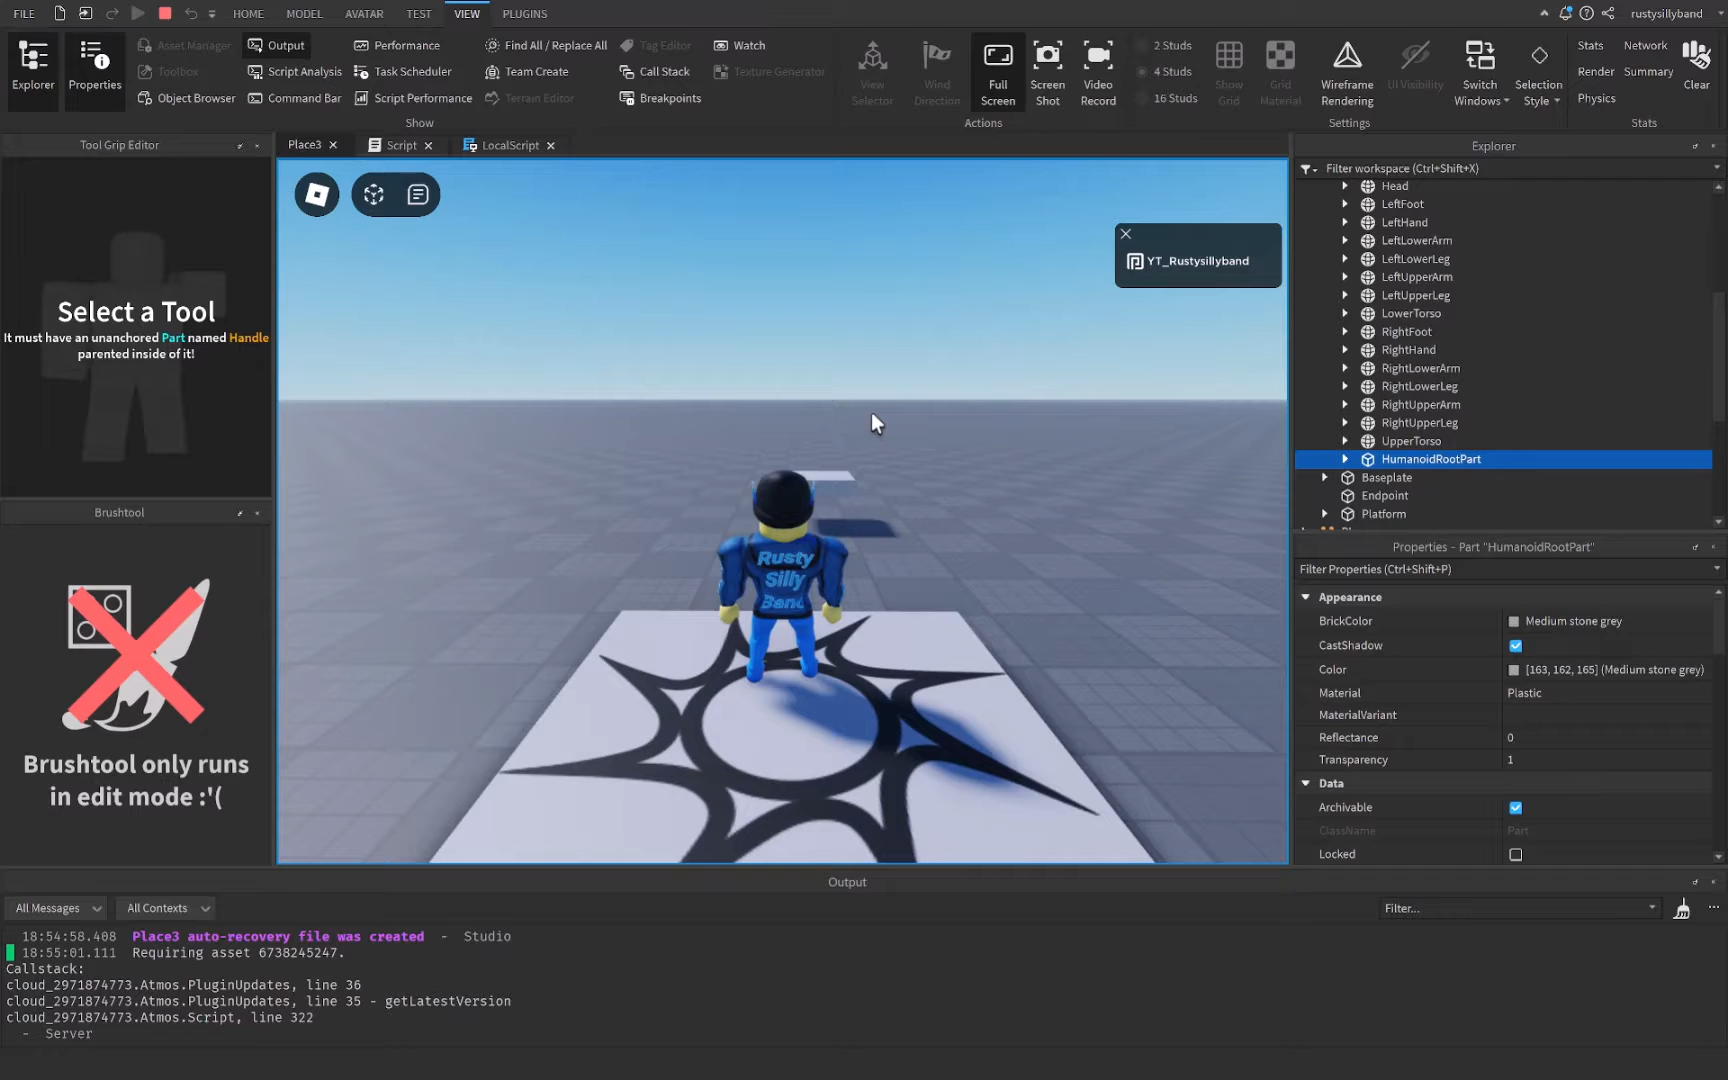 FILE HOME MODEL AVATAR TEST VIEW PLUGINS rustysillyband
Explorer
Properties
Asset Manager
Toolbox
Object Browser
Output
Script Analysis
Command Bar
Performance
Task Scheduler
Script Performance
Find All / Replace All
Team Create
Terrain Editor
Tag Editor
Call Stack
Breakpoints
Watch
Texture Generator
Show
View
Selector
Wind
Direction
Full
Screen
Screen
Shot
Video
Record
Actions
2 Studs
4 Studs
16 Studs
Show
Grid
Grid
Material
Wireframe
Rendering
UI Visibility
Switch
Windows
Selection
Style
Settings
Stats
Render
Physics
Network
Summary
Clear
Stats
Tool Grip Editor
Select a Tool
It must have an unanchored Part named Handle
parented inside of it!
Brushtool
Brushtool only runs
in edit mode :'(
Place3
Script
LocalScript
YT_Rustysillyband
Rusty
Silly
Band
Explorer
Filter workspace (Ctrl+Shift+X)
Head
LeftFoot
LeftHand
LeftLowerArm
LeftLowerLeg
LeftUpperArm
LeftUpperLeg
LowerTorso
RightFoot
RightHand
RightLowerArm
RightLowerLeg
RightUpperArm
RightUpperLeg
UpperTorso
HumanoidRootPart
Baseplate
Endpoint
Platform
Properties - Part "HumanoidRootPart"
Filter Properties (Ctrl+Shift+P)
Appearance
BrickColor Medium stone grey
CastShadow
Color [163, 162, 165] (Medium stone grey)
Material Plastic
MaterialVariant
Reflectance 0
Transparency 1
Data
Archivable
ClassName Part
Locked
Output
All Messages All Contexts Filter...
18:54:58.408 Place3 auto-recovery file was created - Studio
18:55:01.111 Requiring asset 6738245247.
Callstack:
cloud_2971874773.Atmos.PluginUpdates, line 36
cloud_2971874773.Atmos.PluginUpdates, line 35 - getLatestVersion
cloud_2971874773.Atmos.Script, line 322
- Server